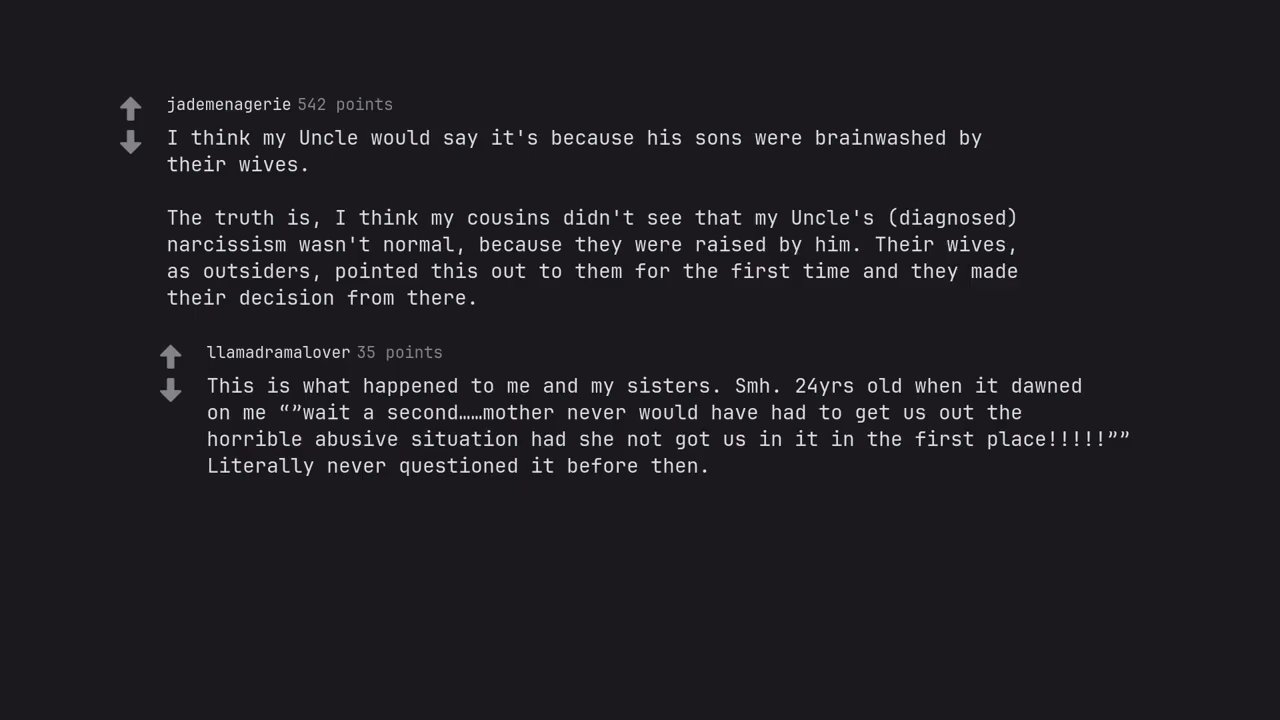 jademenagerie 542 points
I think my Uncle would say it's because his sons were brainwashed by
their wives.
The truth is, I think my cousins didn't see that my Uncle's (diagnosed)
narcissism wasn't normal, because they were raised by him. Their wives,
as outsiders, pointed this out to them for the first time and they made
their decision from there.
llamadramalover 35 points
This is what happened to me and my sisters. Smh. 24yrs old when it dawned
on me “”wait a second……mother never would have had to get us out the
horrible abusive situation had she not got us in it in the first place!!!!!””
Literally never questioned it before then.